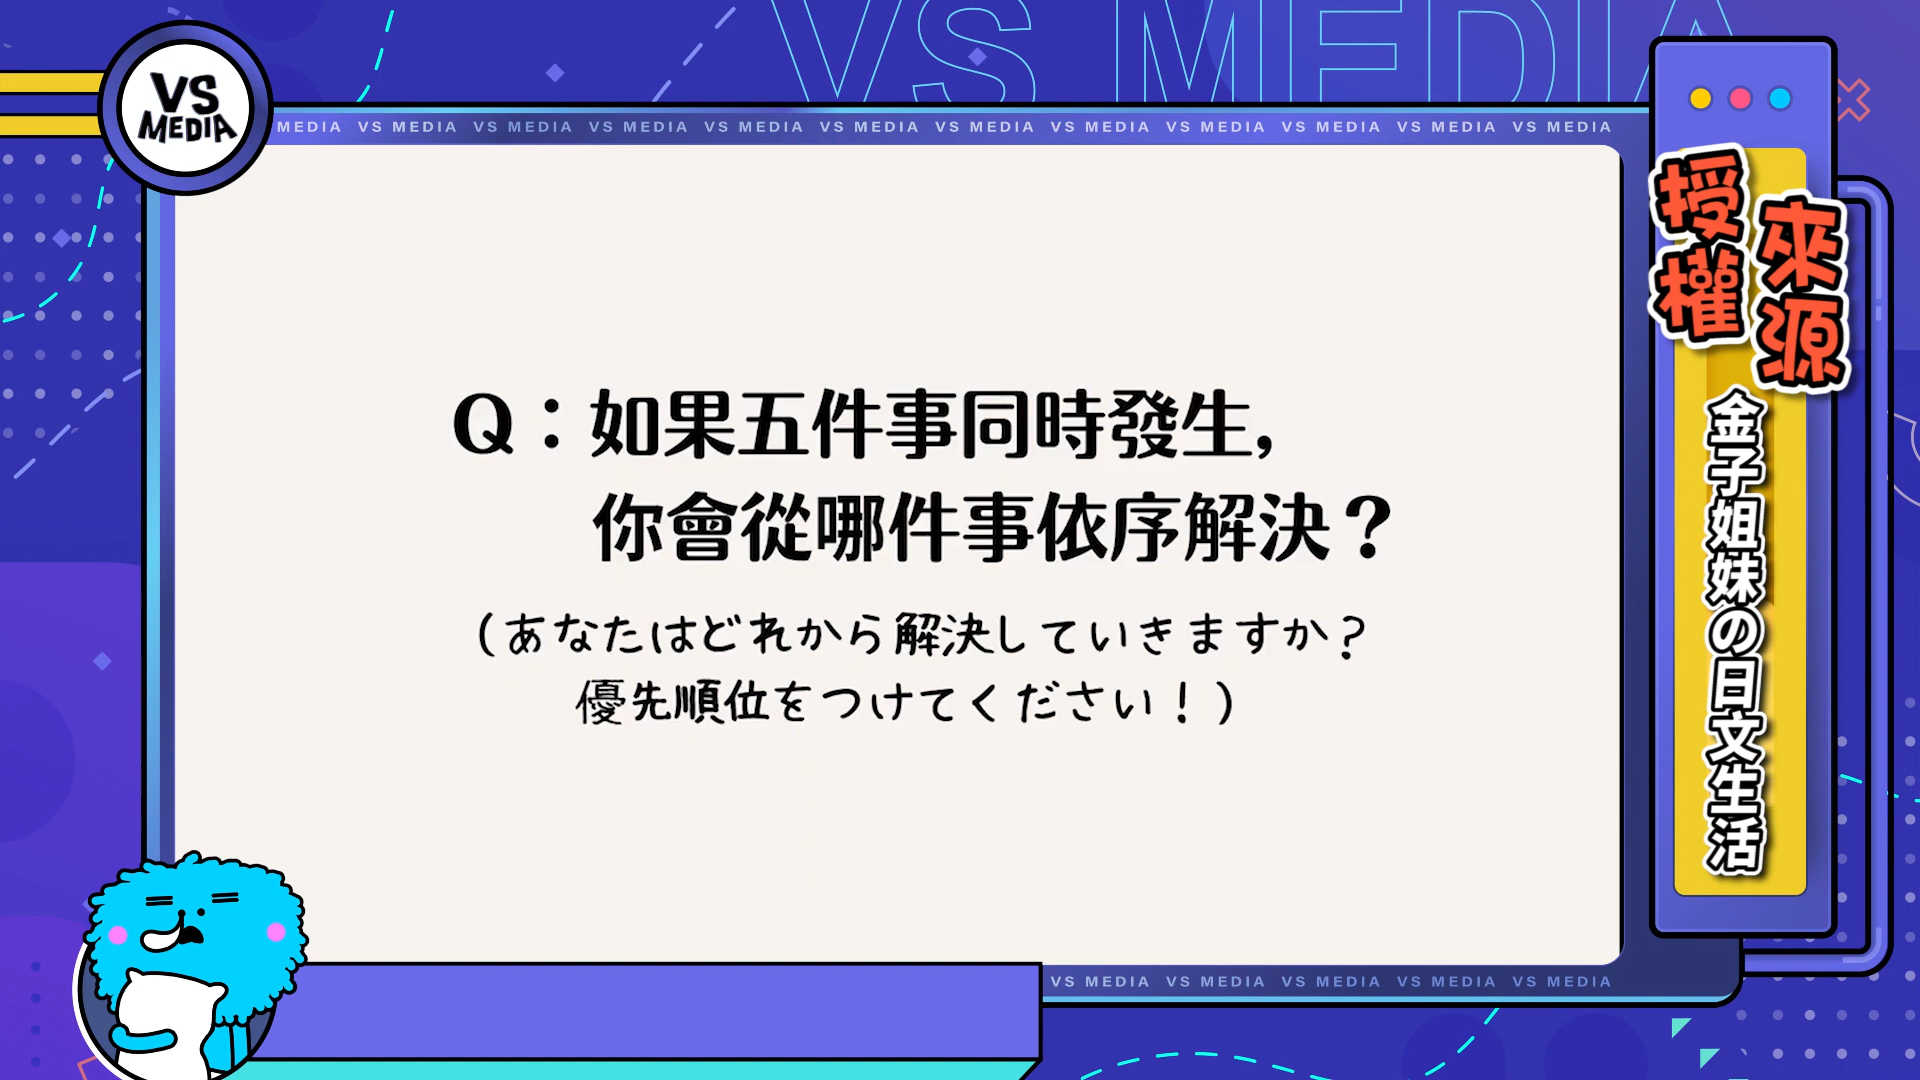 VS MEDIA
VS
MEDIA
MEDIA VS MEDIA VS MEDIA VS MEDIA VS MEDIA VS MEDIA VS MEDIA VS MEDIA VS MEDIA VS MEDIA VS MEDIA VS MEDIA
Q：如果五件事同時發生，
你會從哪件事依序解決？
（あなたはどれから解決していきますか？
優先順位をつけてください！）
授權
來源
金子姐妹の日文生活
VS MEDIA VS MEDIA VS MEDIA VS MEDIA VS MEDIA